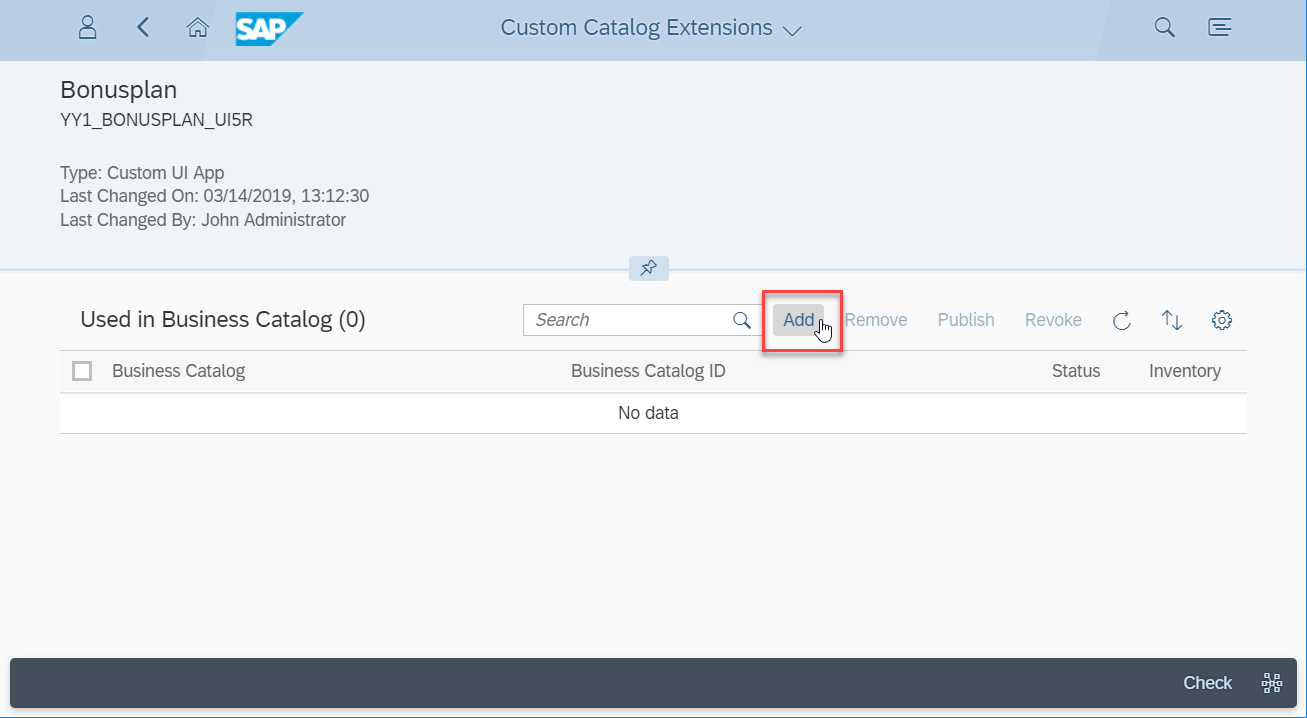 SAP
Custom Catalog Extensions
Bonusplan
YY1_BONUSPLAN_UI5R
Type: Custom UI App
Last Changed On: 03/14/2019, 13:12:30
Last Changed By: John Administrator
Used in Business Catalog (0) Search Add Remove Publish Revoke
Business Catalog Business Catalog ID Status Inventory
No data
Check